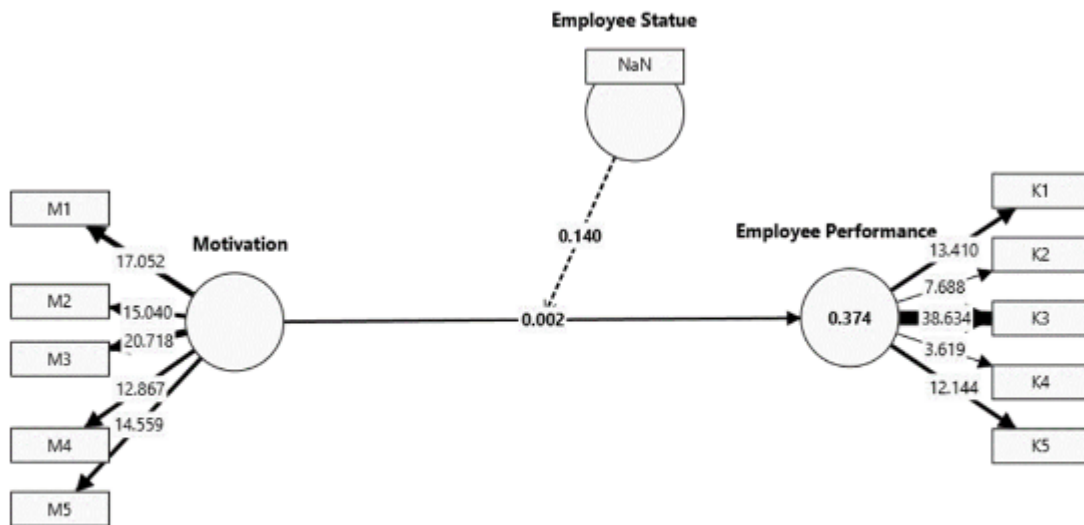 Employee Statue
NaN
M1
17.052
Motivation
0.140
Employee Performance
K1
13.410
K2
7.688
M2
15.040
M3
20.718
0.002
0.374
38.634
K3
3.619
K4
12.867
12.144
14.559
M4
K5
M5